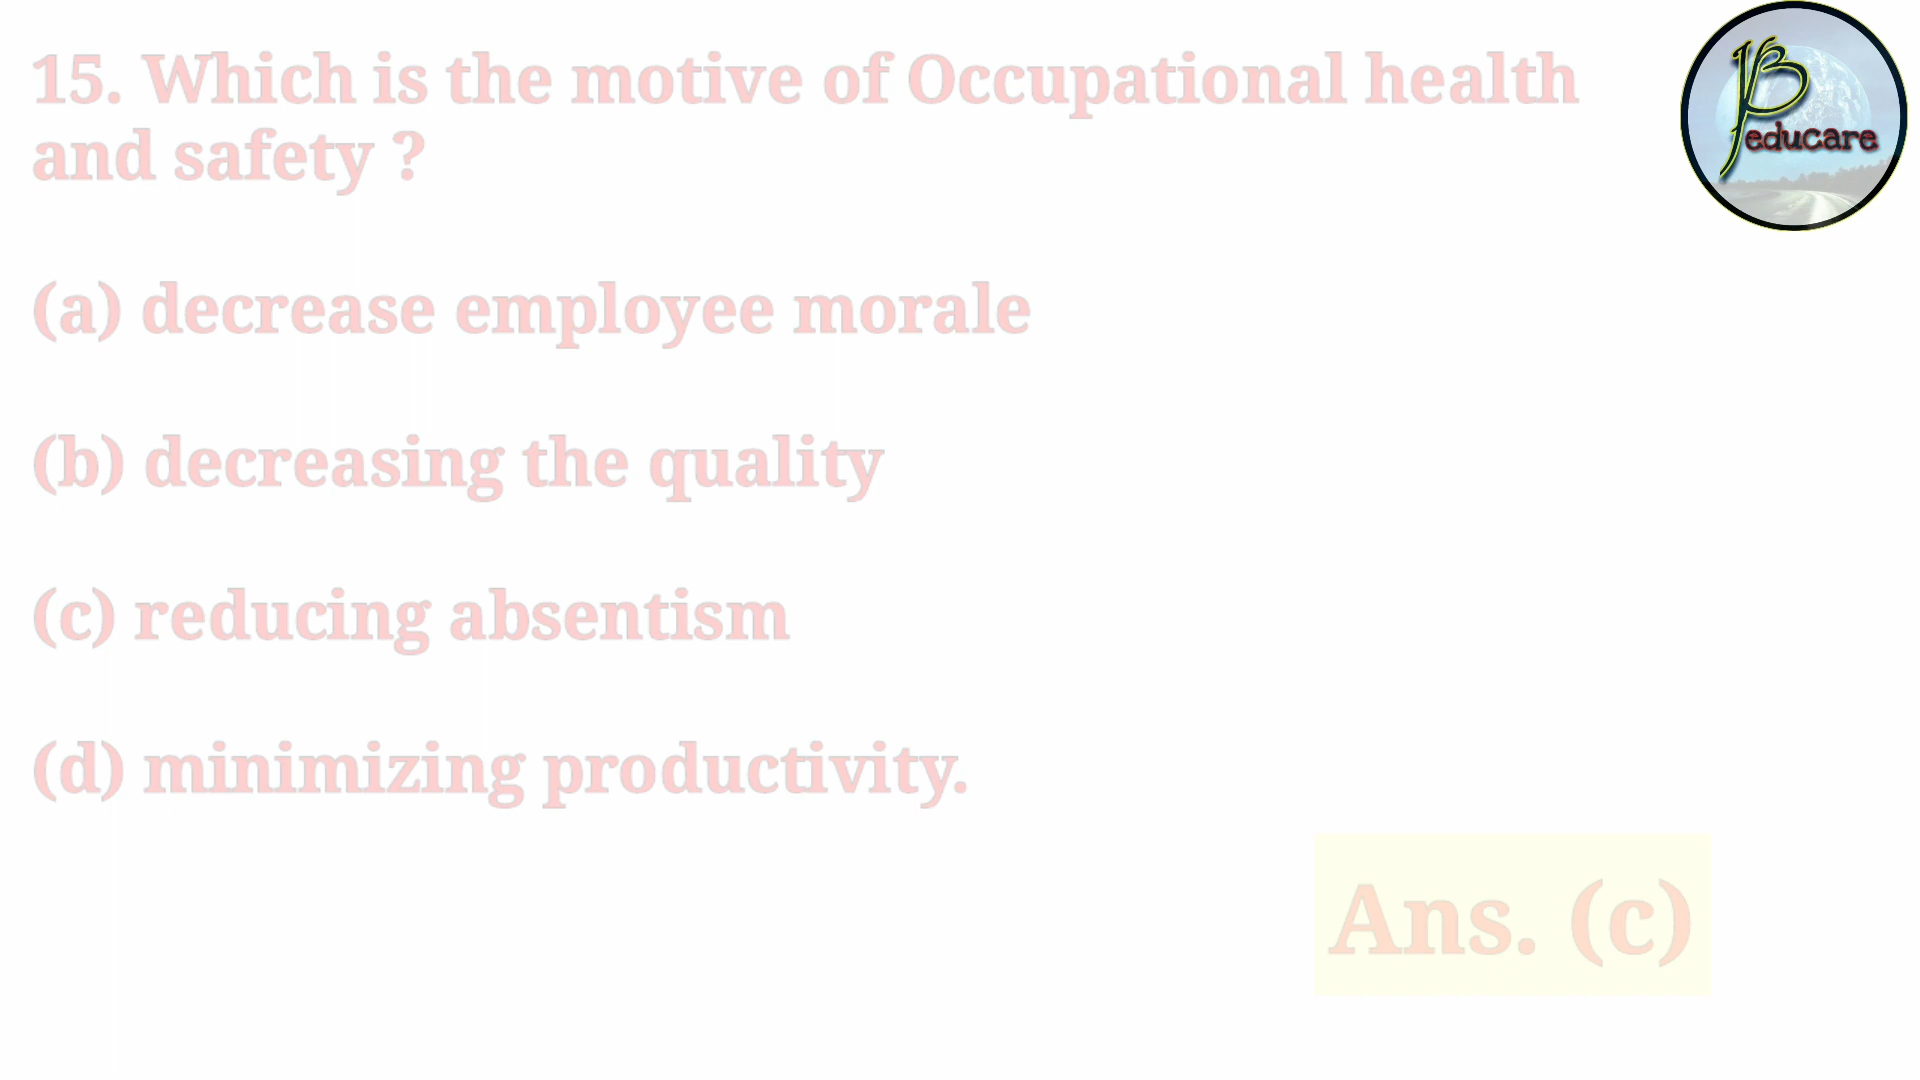 15. Which is the motive of Occupational health
and safety ?
(a) decrease employee morale
(b) decreasing the quality
(c) reducing absentism
(d) minimizing productivity.
Ans. (c)
educare